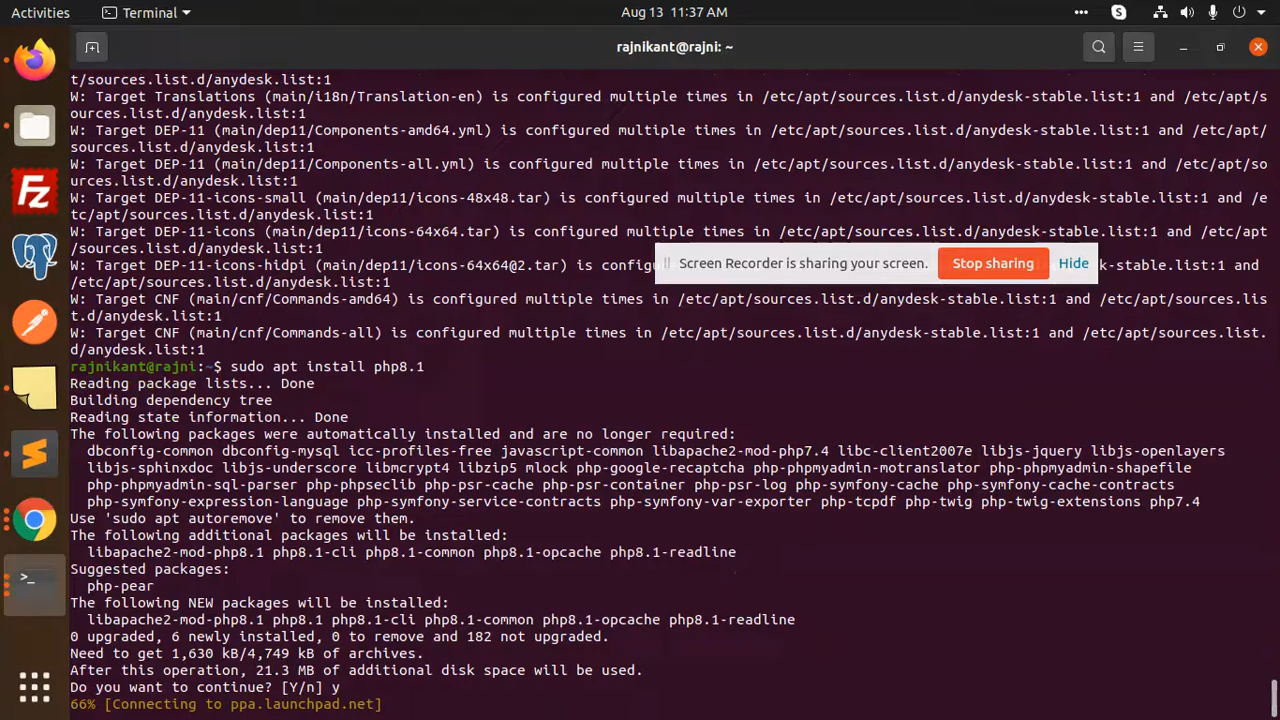 Activities
Terminal
Aug 13 11:37 AM
rajnikant@rajni: ~
t/sources.list.d/anydesk.list:1
W: Target Translations (main/i18n/Translation-en) is configured multiple times in /etc/apt/sources.list.d/anydesk-stable.list:1 and /etc/apt/s
ources.list.d/anydesk.list:1
W: Target DEP-11 (main/dep11/Components-amd64.yml) is configured multiple times in /etc/apt/sources.list.d/anydesk-stable.list:1 and /etc/apt/
sources.list.d/anydesk.list:1
W: Target DEP-11 (main/dep11/Components-all.yml) is configured multiple times in /etc/apt/sources.list.d/anydesk-stable.list:1 and /etc/apt/so
urces.list.d/anydesk.list:1
W: Target DEP-11-icons-small (main/dep11/icons-48x48.tar) is configured multiple times in /etc/apt/sources.list.d/anydesk-stable.list:1 and /e
tc/apt/sources.list.d/anydesk.list:1
W: Target DEP-11-icons (main/dep11/icons-64x64.tar) is configured multiple times in /etc/apt/sources.list.d/anydesk-stable.list:1 and /etc/apt
/sources.list.d/anydesk.list:1
W: Target DEP-11-icons-hidpi (main/dep11/icons-64x64@2.tar) is configu
Screen Recorder is sharing your screen. Stop sharing Hide
k-stable.list:1 and
/etc/apt/sources.list.d/anydesk.list:1
W: Target CNF (main/cnf/Commands-amd64) is configured multiple times in /etc/apt/sources.list.d/anydesk-stable.list:1 and /etc/apt/sources.lis
t.d/anydesk.list:1
W: Target CNF (main/cnf/Commands-all) is configured multiple times in /etc/apt/sources.list.d/anydesk-stable.list:1 and /etc/apt/sources.list.
d/anydesk.list:1
rajnikant@rajni:~$ sudo apt install php8.1
Reading package lists... Done
Building dependency tree
Reading state information... Done
The following packages were automatically installed and are no longer required:
dbconfig-common dbconfig-mysql icc-profiles-free javascript-common libapache2-mod-php7.4 libc-client2007e libjs-jquery libjs-openlayers
libjs-sphinxdoc libjs-underscore libmcrypt4 libzip5 mlock php-google-recaptcha php-phpmyadmin-motranslator php-phpmyadmin-shapefile
php-phpmyadmin-sql-parser php-phpseclib php-psr-cache php-psr-container php-psr-log php-symfony-cache php-symfony-cache-contracts
php-symfony-expression-language php-symfony-service-contracts php-symfony-var-exporter php-tcpdf php-twig php-twig-extensions php7.4
Use 'sudo apt autoremove' to remove them.
The following additional packages will be installed:
libapache2-mod-php8.1 php8.1-cli php8.1-common php8.1-opcache php8.1-readline
Suggested packages:
php-pear
The following NEW packages will be installed:
libapache2-mod-php8.1 php8.1 php8.1-cli php8.1-common php8.1-opcache php8.1-readline
0 upgraded, 6 newly installed, 0 to remove and 182 not upgraded.
Need to get 1,630 kB/4,749 kB of archives.
After this operation, 21.3 MB of additional disk space will be used.
Do you want to continue? [Y/n] y
66% [Connecting to ppa.launchpad.net]